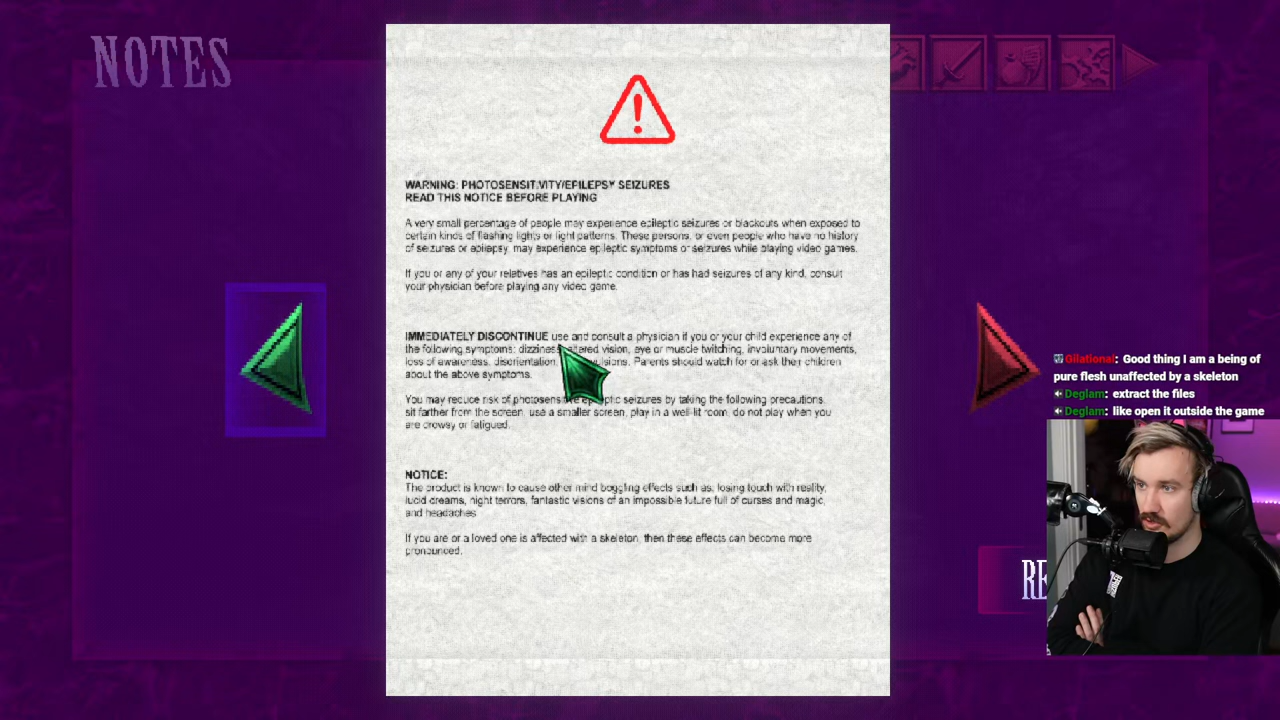 NOTES
WARNING: PHOTOSENSITIVITY/EPILEPSY SEIZURES
READ THIS NOTICE BEFORE PLAYING
A very small percentage of people may experience epileptic seizures or blackouts when exposed to
certain kinds of flashing lights or light patterns. These persons, or even people who have no history
of seizures or epilepsy, may experience epileptic symptoms or seizures while playing video games.
If you or any of your relatives has an epileptic condition or has had seizures of any kind, consult
your physician before playing any video game.
IMMEDIATELY DISCONTINUE use and consult a physician if you or your child experience any of
the following symptoms: dizziness, altered vision, eye or muscle twitching, involuntary movements,
loss of awareness, disorientation, Parents should watch for or ask their children
about the above symptoms.
You may reduce risk of photosensitive epileptic seizures by taking the following precautions.
sit farther from the screen, use a smaller screen, play in a well-lit room, do not play when you
are drowsy or fatigued.
NOTICE:
The product is known to cause other mind boggling effects such as: losing touch with reality,
lucid dreams, night terrors, fantastic visions of an impossible future full of curses and magic,
and headaches
If you are or a loved one is affected with a skeleton, then these effects can become more
pronounced.
Gilational: Good thing I am a being of
pure flesh unaffected by a skeleton
Deglam: extract the files
Deglam: like open it outside the game
RE